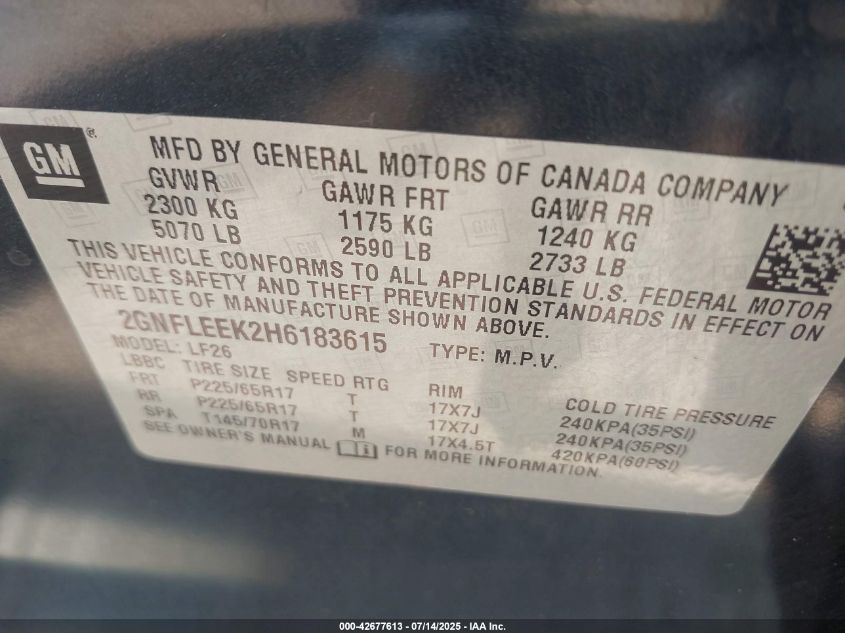 GM ®
MFD BY GENERAL MOTORS OF CANADA COMPANY
GVWR GAWR FRT GAWR RR
2300 KG 1175 KG 1240 KG
5070 LB 2590 LB 2733 LB
THIS VEHICLE CONFORMS TO ALL APPLICABLE U.S. FEDERAL MOTOR
VEHICLE SAFETY AND THEFT PREVENTION STANDARDS IN EFFECT ON
THE DATE OF MANUFACTURE SHOWN ABOVE.
2GNFLEEK2H6183615 TYPE: M.P.V.
MODEL: LF26
LBBC TIRE SIZE SPEED RTG RIM COLD TIRE PRESSURE
FRT P225/65R17 T 17X7J 240KPA(35PSI)
RR P225/65R17 T 17X7J 240KPA(35PSI)
SPA T145/70R17 M 17X4.5T 420KPA(60PSI)
SEE OWNER'S MANUAL FOR MORE INFORMATION.
000-42677613 - 07/14/2025 - IAA Inc.